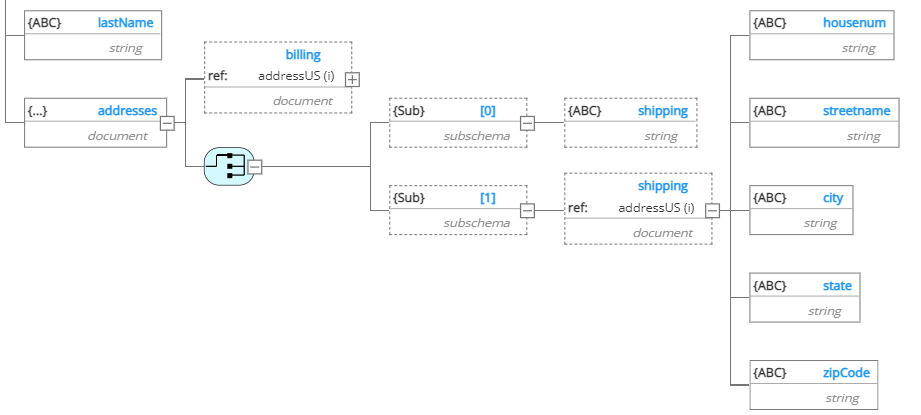 {ABC} lastName
string
{...} addresses
document
billing
ref: addressUS (i)
document
{Sub} [0]
subschema
{ABC} shipping
string
{Sub} [1]
subschema
shipping
ref: addressUS (i)
document
{ABC} housenum
string
{ABC} streetname
string
{ABC} city
string
{ABC} state
string
{ABC} zipCode
string